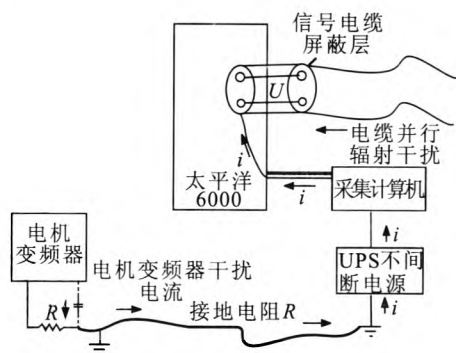 信号电缆
屏蔽层
U
i
电缆并行
辐射干扰
太平洋
6000
i
采集计算机
i
电机
变频器
UPS不间
断电源
电机变频器干扰
电流
R
接地电阻R
i